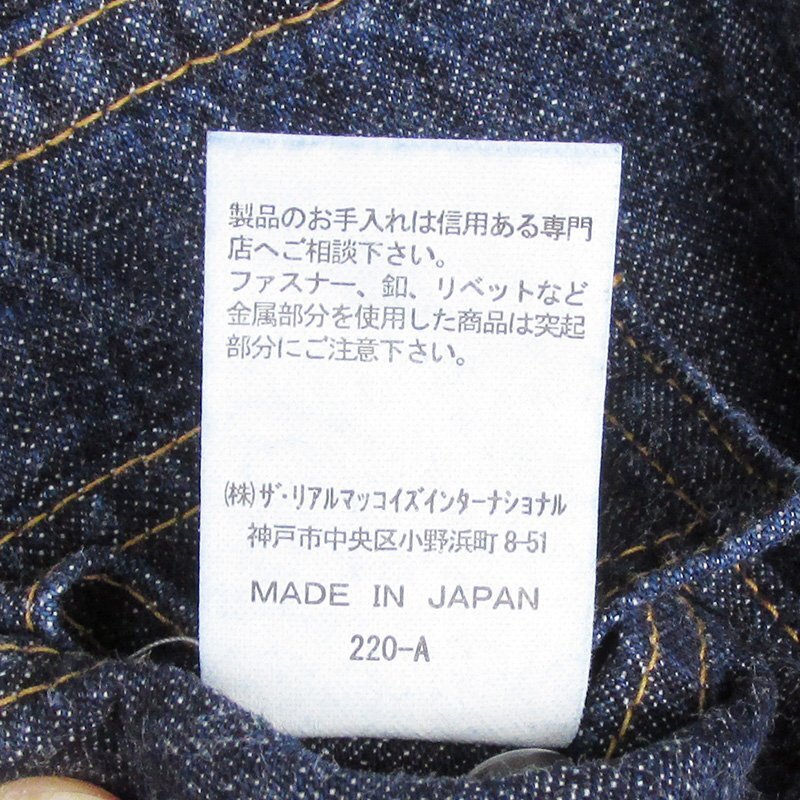 製品のお手入れは信用ある専門
店へご相談下さい。
ファスナー、釦、リベットなど
金属部分を使用した商品は突起
部分にご注意下さい。
(株)ザ・リアルマッコイズインターナショナル
神戸市中央区小野浜町 8-51
MADE IN JAPAN
220-A